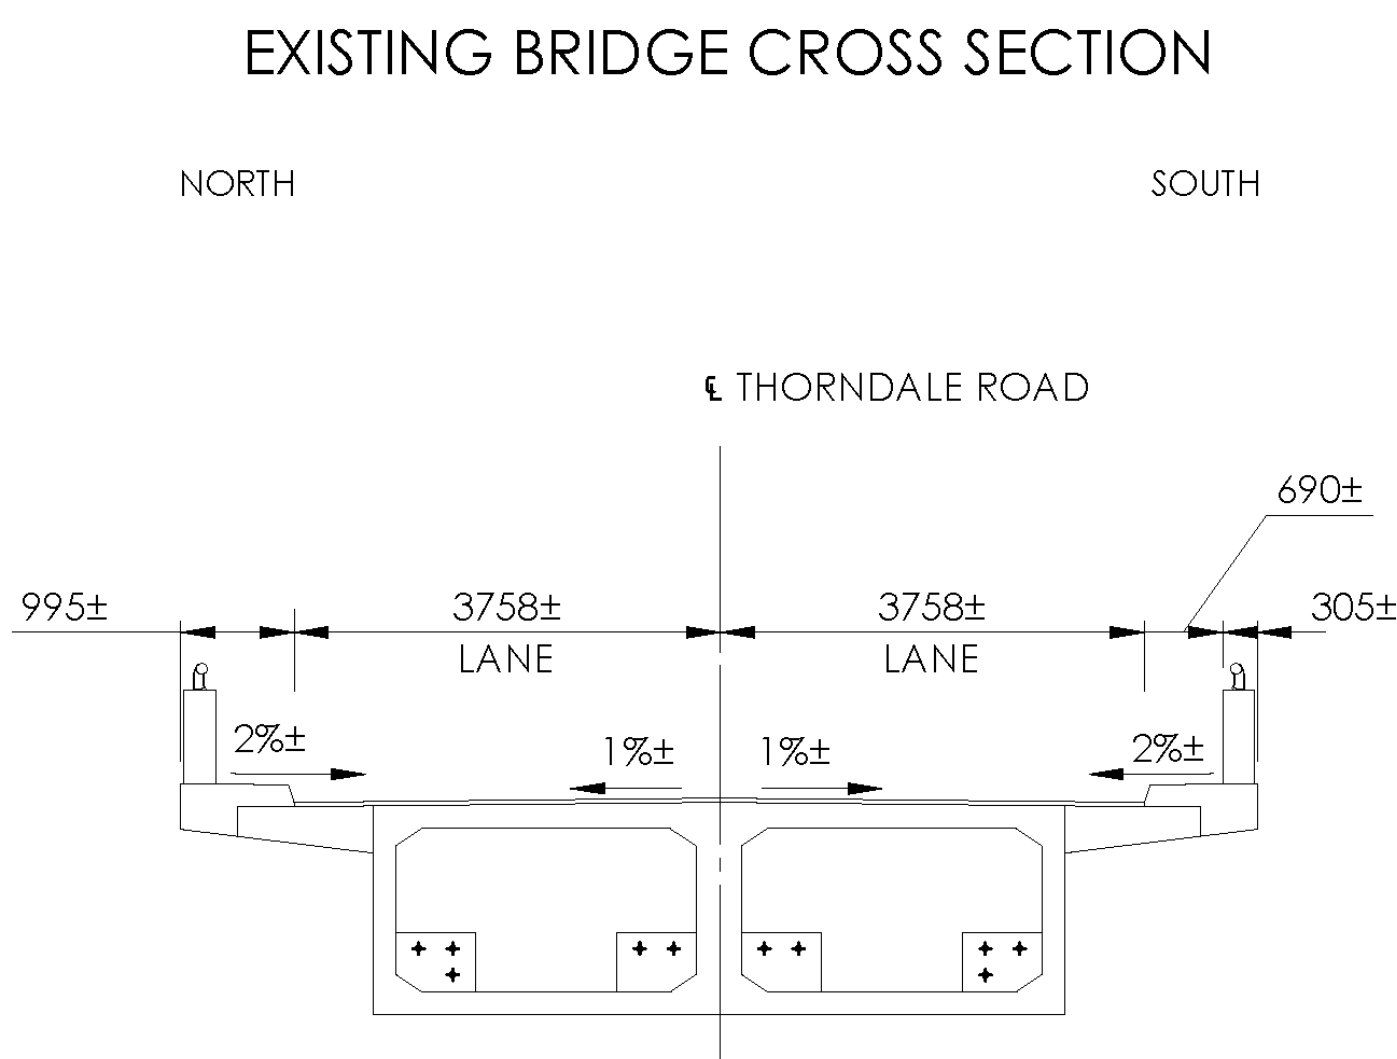 EXISTING BRIDGE CROSS SECTION
NORTH
SOUTH
℄ THORNDALE ROAD
690±
995±
3758±
3758±
305±
LANE
LANE
2%±
1%±
1%±
2%±